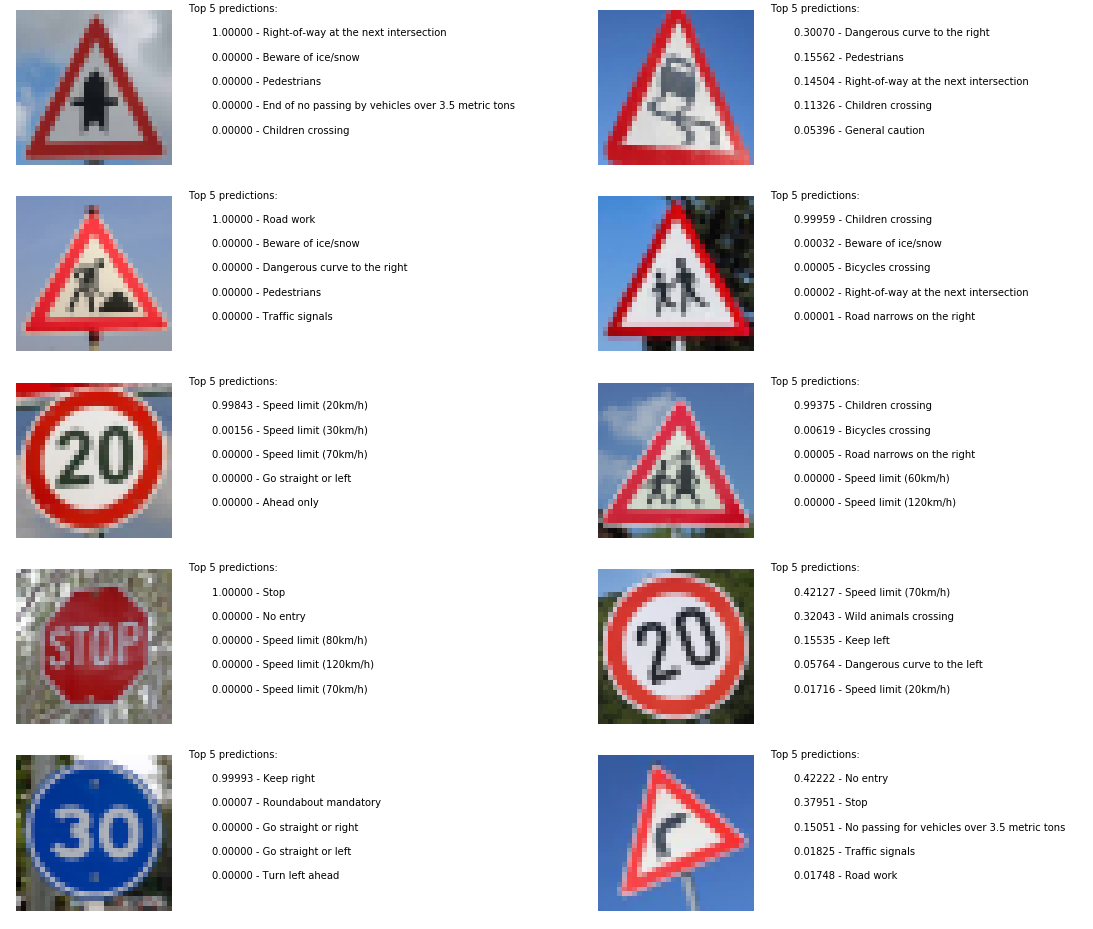 Top 5 predictions:
1.00000 - Right-of-way at the next intersection
0.00000 - Beware of ice/snow
0.00000 - Pedestrians
0.00000 - End of no passing by vehicles over 3.5 metric tons
0.00000 - Children crossing
Top 5 predictions:
0.30070 - Dangerous curve to the right
0.15562 - Pedestrians
0.14504 - Right-of-way at the next intersection
0.11326 - Children crossing
0.05396 - General caution
Top 5 predictions:
1.00000 - Road work
0.00000 - Beware of ice/snow
0.00000 - Dangerous curve to the right
0.00000 - Pedestrians
0.00000 - Traffic signals
Top 5 predictions:
0.99959 - Children crossing
0.00032 - Beware of ice/snow
0.00005 - Bicycles crossing
0.00002 - Right-of-way at the next intersection
0.00001 - Road narrows on the right
20
Top 5 predictions:
0.99843 - Speed limit (20km/h)
0.00156 - Speed limit (30km/h)
0.00000 - Speed limit (70km/h)
0.00000 - Go straight or left
0.00000 - Ahead only
Top 5 predictions:
0.99375 - Children crossing
0.00619 - Bicycles crossing
0.00005 - Road narrows on the right
0.00000 - Speed limit (60km/h)
0.00000 - Speed limit (120km/h)
STOP
Top 5 predictions:
1.00000 - Stop
0.00000 - No entry
0.00000 - Speed limit (80km/h)
0.00000 - Speed limit (120km/h)
0.00000 - Speed limit (70km/h)
20
Top 5 predictions:
0.42127 - Speed limit (70km/h)
0.32043 - Wild animals crossing
0.15535 - Keep left
0.05764 - Dangerous curve to the left
0.01716 - Speed limit (20km/h)
30
Top 5 predictions:
0.99993 - Keep right
0.00007 - Roundabout mandatory
0.00000 - Go straight or right
0.00000 - Go straight or left
0.00000 - Turn left ahead
Top 5 predictions:
0.42222 - No entry
0.37951 - Stop
0.15051 - No passing for vehicles over 3.5 metric tons
0.01825 - Traffic signals
0.01748 - Road work